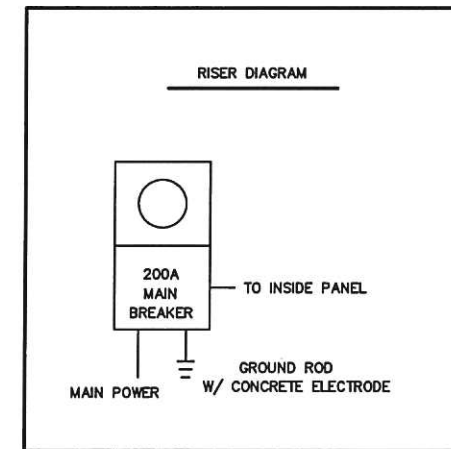 RISER DIAGRAM
200A
MAIN
BREAKER
TO INSIDE PANEL
MAIN POWER
GROUND ROD
W/ CONCRETE ELECTRODE